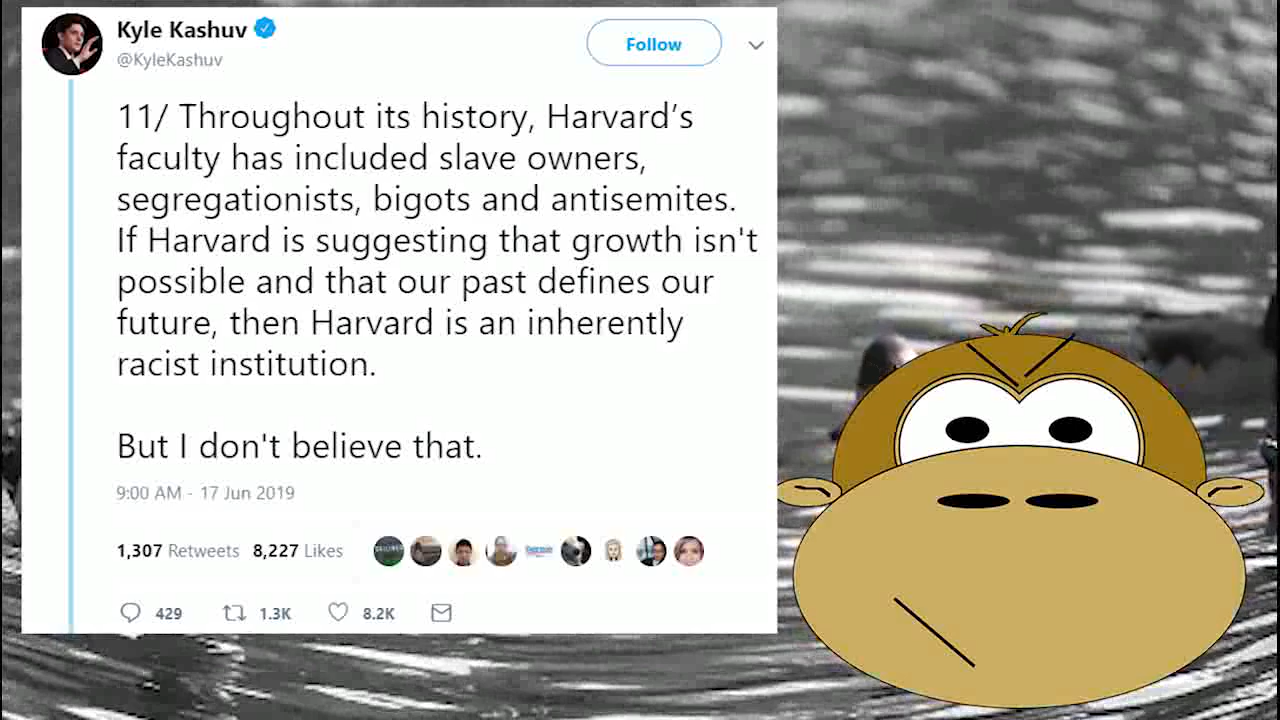 Kyle Kashuv
@KyleKashuv
Follow
11/ Throughout its history, Harvard’s
faculty has included slave owners,
segregationists, bigots and antisemites.
If Harvard is suggesting that growth isn't
possible and that our past defines our
future, then Harvard is an inherently
racist institution.
But I don't believe that.
9:00 AM - 17 Jun 2019
1,307 Retweets 8,227 Likes
429 1.3K 8.2K